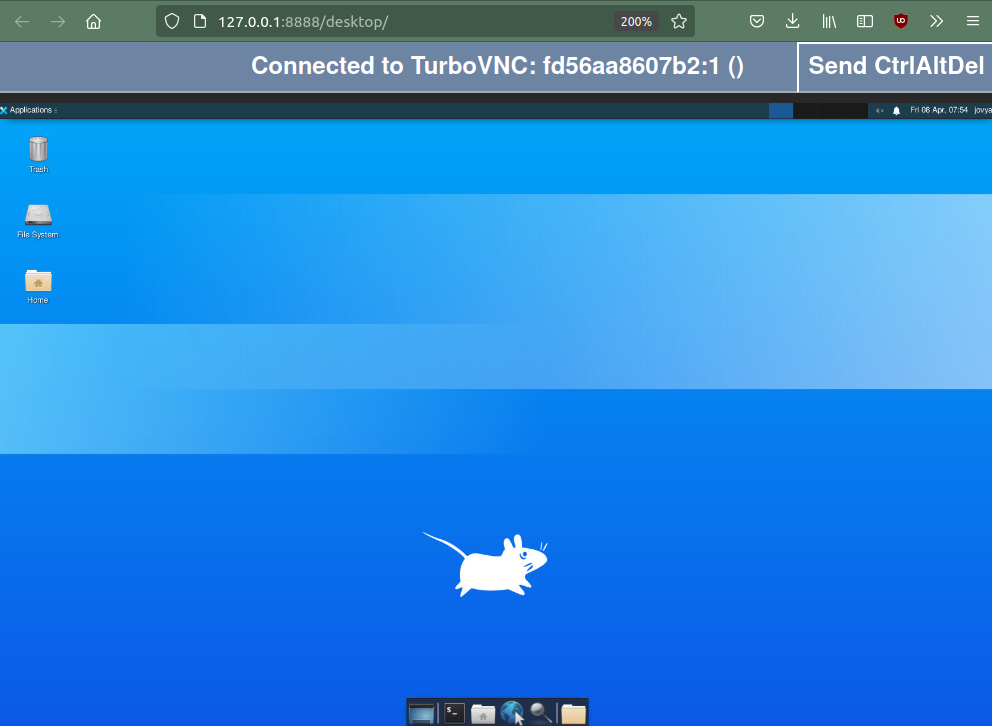 127.0.0.1:8888/desktop/
200%
Connected to TurboVNC: fd56aa8607b2:1 ()
Send CtrlAltDel
Applications
Fri 08 Apr, 07:54 jovya
Trash
File System
Home
$_